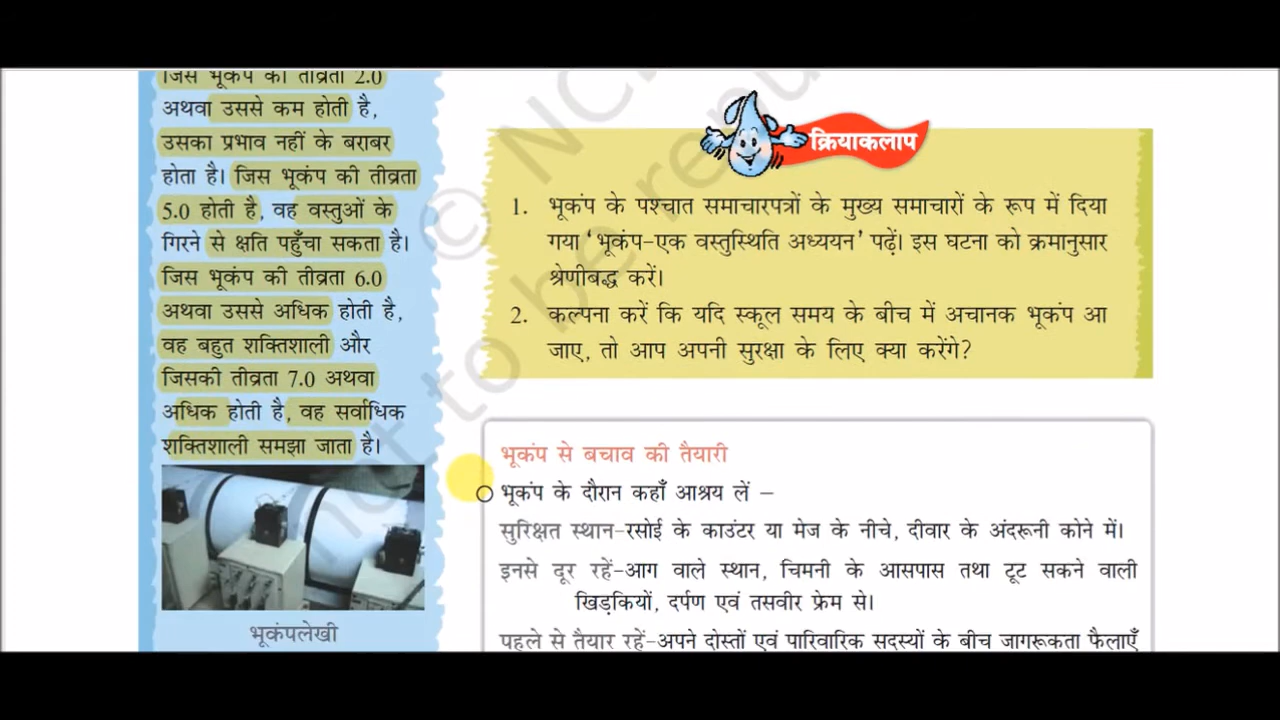 जिस भूकंप की तीव्रता 2.0
अथवा उससे कम होती है,
उसका प्रभाव नहीं के बराबर
होता है। जिस भूकंप की तीव्रता
5.0 होती है, वह वस्तुओं के
गिरने से क्षति पहुँचा सकता है।
जिस भूकंप की तीव्रता 6.0
अथवा उससे अधिक होती है,
वह बहुत शक्तिशाली और
जिसकी तीव्रता 7.0 अथवा
अधिक होती है, वह सर्वाधिक
शक्तिशाली समझा जाता है।
भूकंपलेखी
क्रियाकलाप
1. भूकंप के पश्चात समाचारपत्रों के मुख्य समाचारों के रूप में दिया
गया ‘भूकंप-एक वस्तुस्थिति अध्ययन’ पढ़ें। इस घटना को क्रमानुसार
श्रेणीबद्ध करें।
2. कल्पना करें कि यदि स्कूल समय के बीच में अचानक भूकंप आ
जाए, तो आप अपनी सुरक्षा के लिए क्या करेंगे?
भूकंप से बचाव की तैयारी
भूकंप के दौरान कहाँ आश्रय लें –
सुरिक्षत स्थान-रसोई के काउंटर या मेज के नीचे, दीवार के अंदरूनी कोने में।
इनसे दूर रहें-आग वाले स्थान, चिमनी के आसपास तथा टूट सकने वाली
खिड़कियों, दर्पण एवं तसवीर फ्रेम से।
पहले से तैयार रहें-अपने दोस्तों एवं पारिवारिक सदस्यों के बीच जागरूकता फैलाएँ
not to be